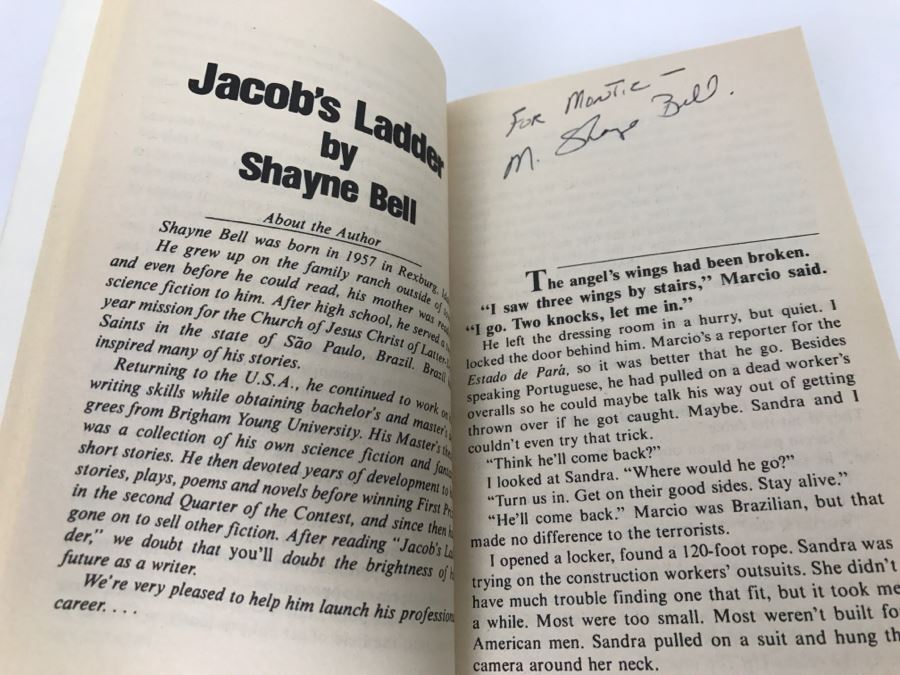 Jacob's Ladder
by
Shayne Bell
About the Author
Shayne Bell was born in 1957 in Rexburg,
He grew up on the family ranch outside of
and even before he could read, his mother was
science fiction to him. After high school, he served a
year mission for the Church of Jesus Christ of Latter-
Saints in the state of São Paulo, Brazil. Brazil
inspired many of his stories.
Returning to the U.S.A., he continued to work on
writing skills while obtaining bachelor's and master's
grees from Brigham Young University. His Master's
was a collection of his own science fiction and
short stories. He then devoted years of development to
stories, plays, poems and novels before winning First
in the second Quarter of the Contest, and since then
gone on to sell other fiction. After reading "Jacob's
der," we doubt that you'll doubt the brightness of
future as a writer.
We're very pleased to help him launch his
career. . . .
FOR MONTIE –
M. Shayne Bell.
The angel's wings had been broken.
"I saw three wings by stairs," Marcio said.
"I go. Two knocks, let me in."
He left the dressing room in a hurry, but quiet. I
locked the door behind him. Marcio's a reporter for the
Estado de Parà, so it was better that he go. Besides
speaking Portuguese, he had pulled on a dead worker's
overalls so he could maybe talk his way out of getting
thrown over if he got caught. Maybe. Sandra and I
couldn't even try that trick.
"Think he'll come back?"
I looked at Sandra. "Where would he go?"
"Turn us in. Get on their good sides. Stay alive."
"He'll come back." Marcio was Brazilian, but that
made no difference to the terrorists.
I opened a locker, found a 120-foot rope. Sandra was
trying on the construction workers' outsuits. She didn't
have much trouble finding one that fit, but it took me
a while. Most were too small. Most weren't built
American men. Sandra pulled on a suit and hung
camera around her neck.